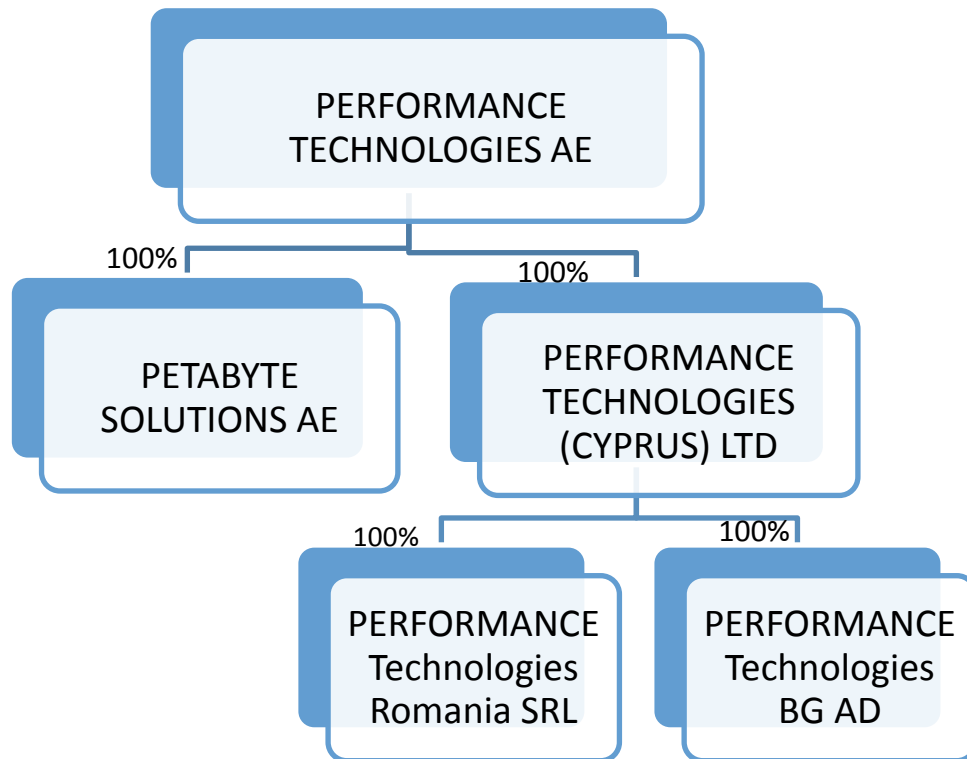 PERFORMANCE
TECHNOLOGIES AE
100%
100%
PETABYTE
SOLUTIONS AE
PERFORMANCE
TECHNOLOGIES
(CYPRUS) LTD
100%
100%
PERFORMANCE
Technologies
Romania SRL
PERFORMANCE
Technologies
BG AD